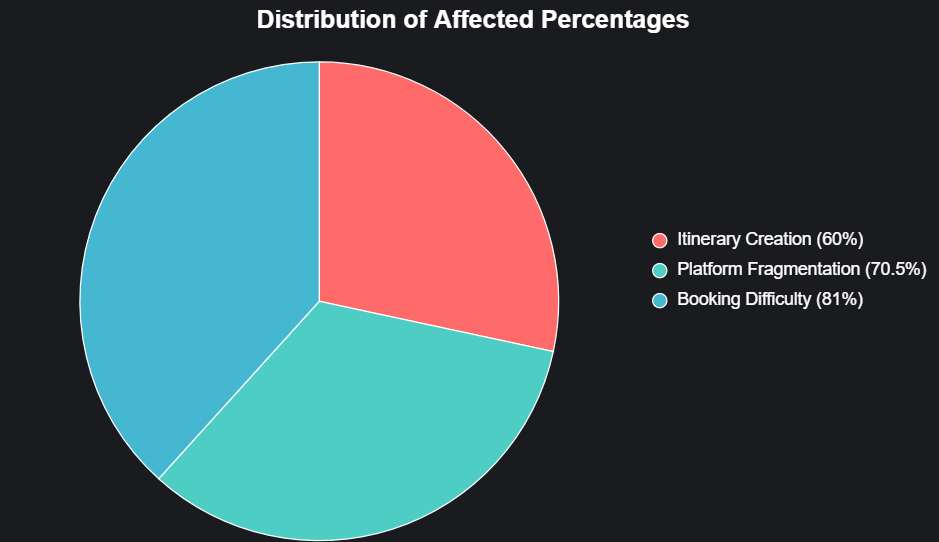 Distribution of Affected Percentages
Itinerary Creation (60%)
Platform Fragmentation (70.5%)
Booking Difficulty (81%)